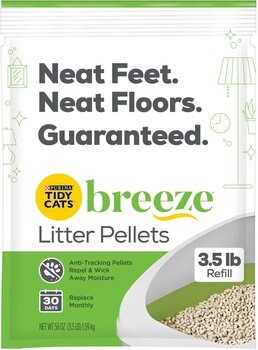 Neat Feet.
Neat Floors.
Guaranteed.
PURINA
TIDY
CATS
breeze
Litter Pellets
3.5 lb
Refill
Anti-Tracking Pellets
Repel & Wick
Away Moisture
30
DAYS
Replace
Monthly
NET WT 56 OZ (3.5 LB) 1.59 kg